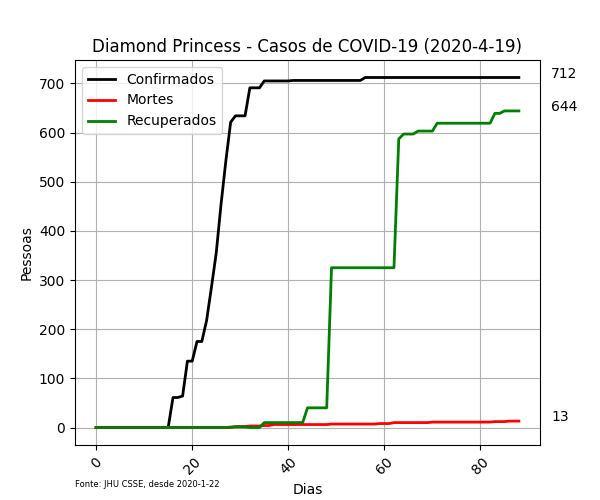 Diamond Princess - Casos de COVID-19 (2020-4-19)
Confirmados
Mortes
Recuperados
712
644
13
Pessoas
700
600
500
400
300
200
100
0
0
20
40
60
80
Dias
Fonte: JHU CSSE, desde 2020-1-22